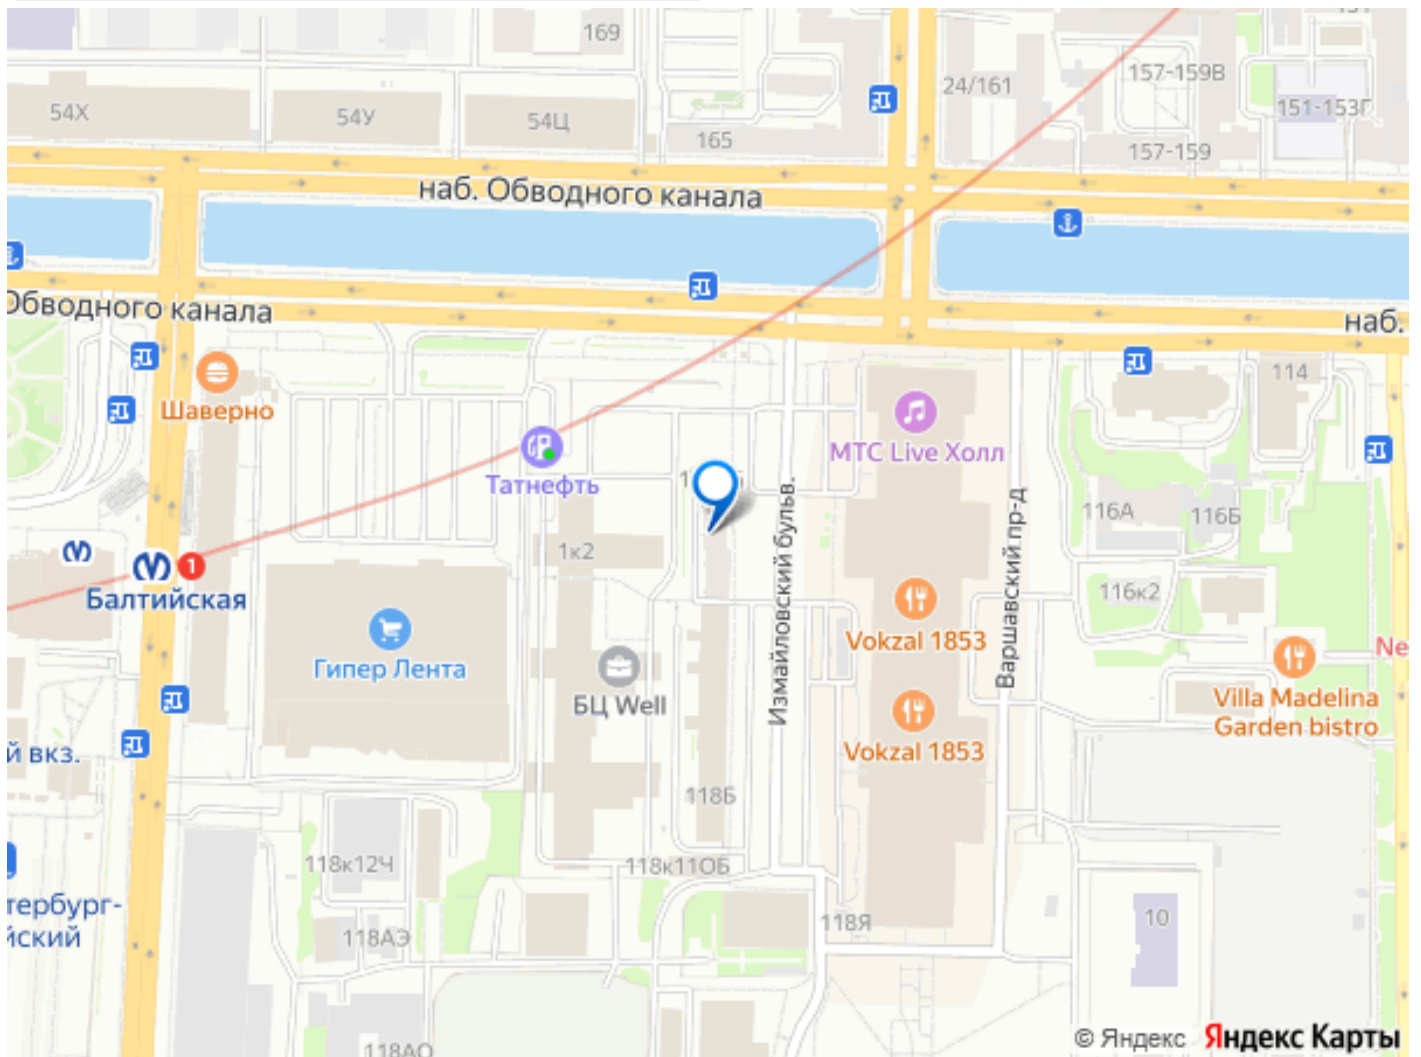 169
24/161
157-159В
151-153Г
54Х
54У
54Ц
165
157-159
наб. Обводного канала
Обводного канала
наб.
114
Шаверно
МТС Live Холл
Татнефть
116А
116Б
1к2
1
Балтийская
116к2
Измайловский бульв.
Варшавский пр-д
Vokzal 1853
Гипер Лента
БЦ Well
Ne
Villa Madelina
Garden bistro
Vokzal 1853
й вкз.
118Б
118к12Ч
118к11ОБ
тербург-
йский
118АЭ
118Я
10
118АО
© Яндекс Яндекс Карты